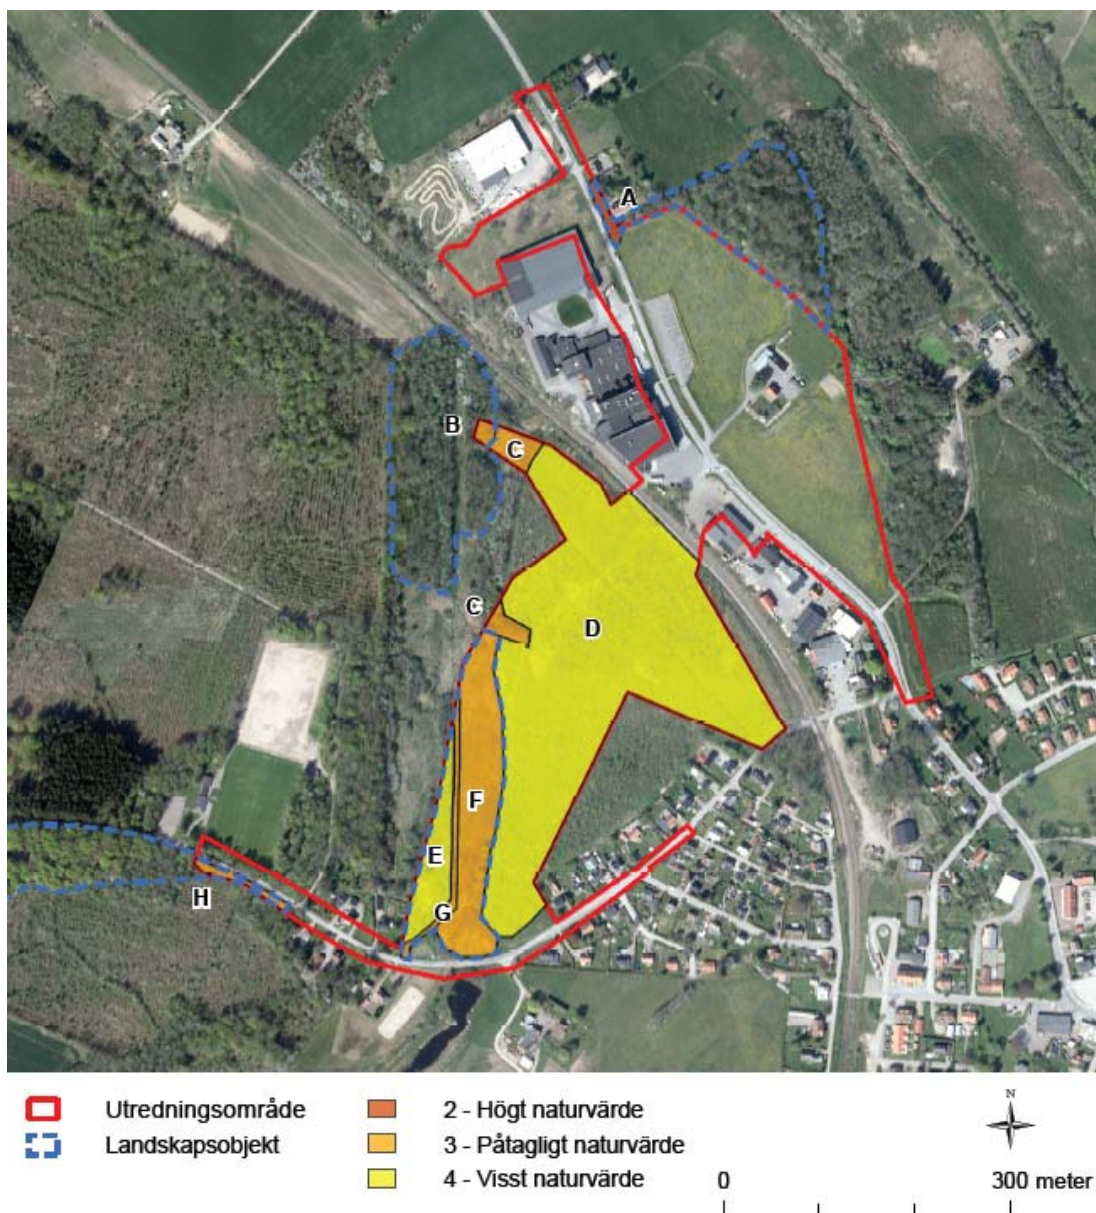 A
B
C
C
D
F
E
G
H
Utredningsområde
Landskapsobjekt
2 - Högt naturvärde
3 - Påtagligt naturvärde
4 - Visst naturvärde
N
0 300 meter